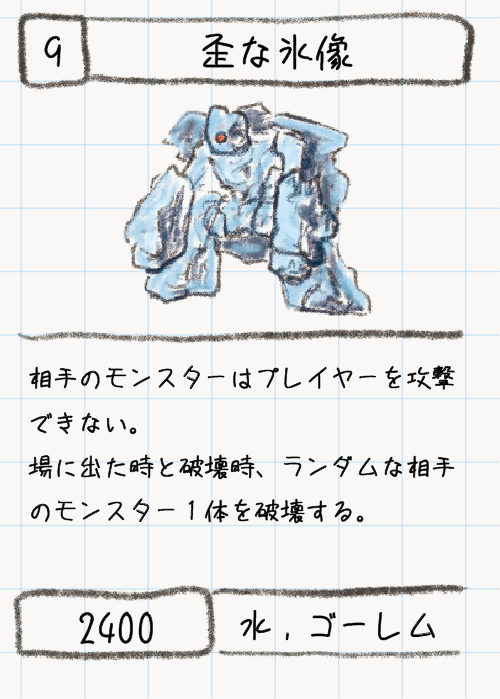 9
歪な氷像
相手のモンスターはプレイヤーを攻撃
できない。
場に出た時と破壊時、ランダムな相手
のモンスター1体を破壊する。
2400
水，ゴーレム